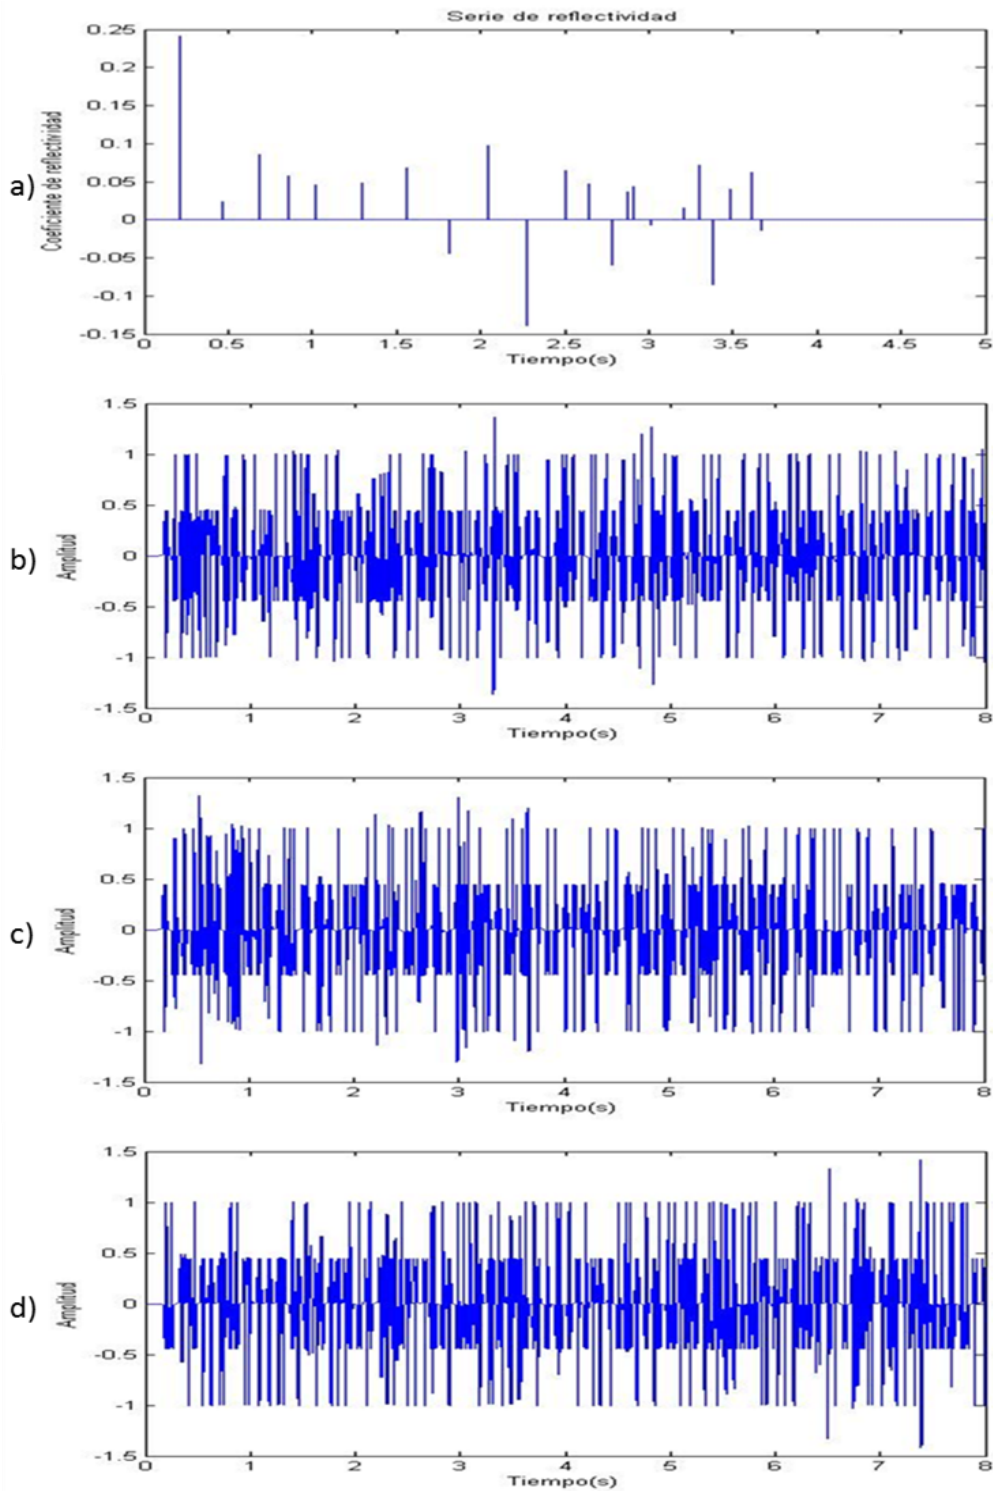 Serie de reflectividad
a)
Coeficiente de reflectividad
0.25
0.2
0.15
0.1
0.05
0
-0.05
-0.1
-0.15
0 0.5 1 1.5 2 2.5 3 3.5 4 4.5 5
Tiempo(s)
b)
Amplitud
1.5
1
0.5
0
-0.5
-1
-1.5
0 1 2 3 4 5 6 7 8
Tiempo(s)
c)
Amplitud
1.5
1
0.5
0
-0.5
-1
-1.5
0 1 2 3 4 5 6 7 8
Tiempo(s)
d)
Amplitud
1.5
1
0.5
0
-0.5
-1
-1.5
0 1 2 3 4 5 6 7 8
Tiempo(s)